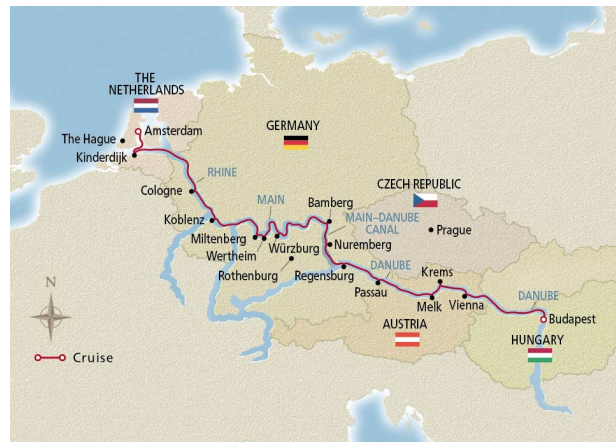 THE
NETHERLANDS
Amsterdam
The Hague
Kinderdijk
GERMANY
RHINE
Cologne
Koblenz
MAIN
Miltenberg
Wertheim
Würzburg
Rothenburg
Bamberg
MAIN–DANUBE
CANAL
Nuremberg
Regensburg
CZECH REPUBLIC
Prague
DANUBE
Passau
Krems
Melk
Vienna
AUSTRIA
DANUBE
Budapest
HUNGARY
N
Cruise